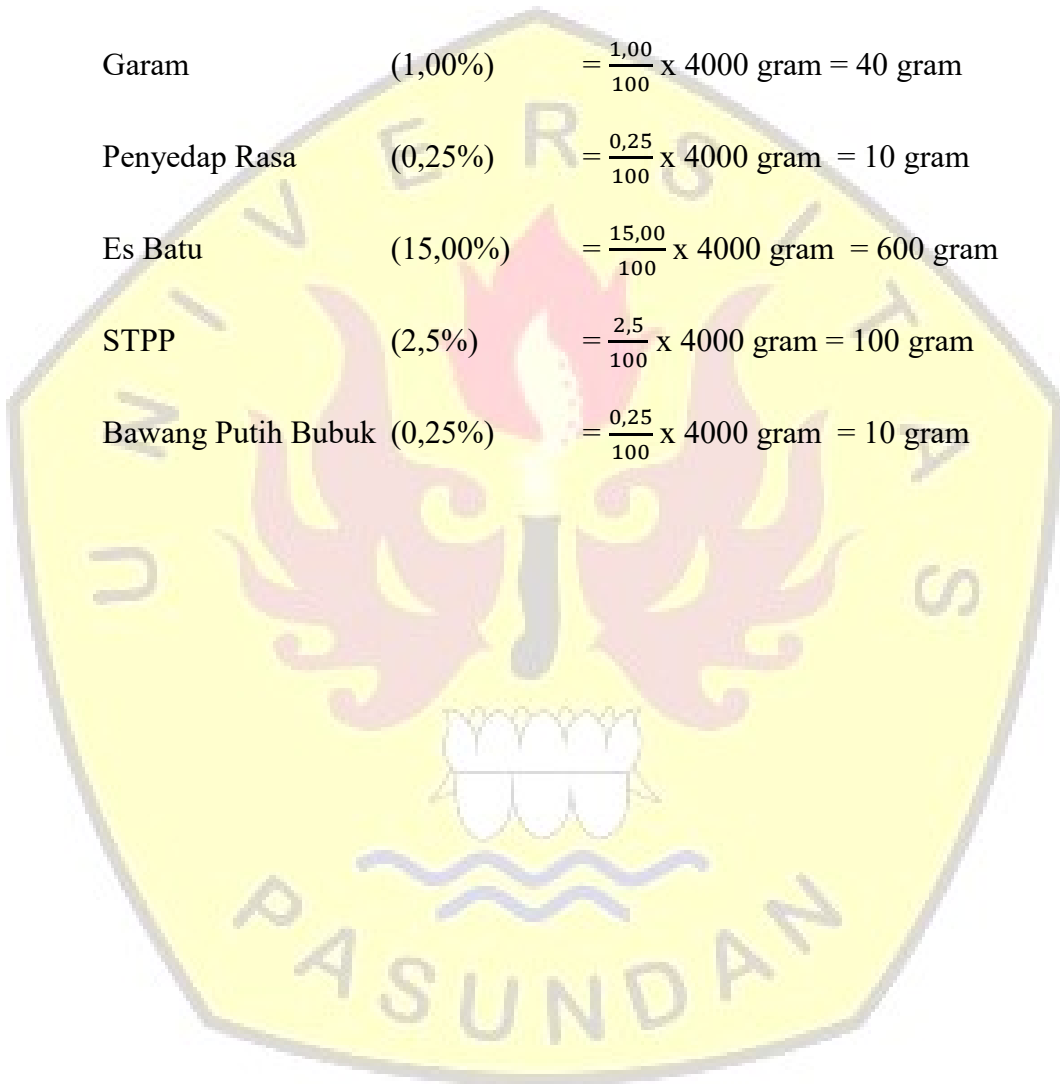 Garam (1,00%) = 1,00/100 x 4000 gram = 40 gram
Penyedap Rasa (0,25%) = 0,25/100 x 4000 gram = 10 gram
Es Batu (15,00%) = 15,00/100 x 4000 gram = 600 gram
STPP (2,5%) = 2,5/100 x 4000 gram = 100 gram
Bawang Putih Bubuk (0,25%) = 0,25/100 x 4000 gram = 10 gram
UNIVERSITAS
PASUNDAN